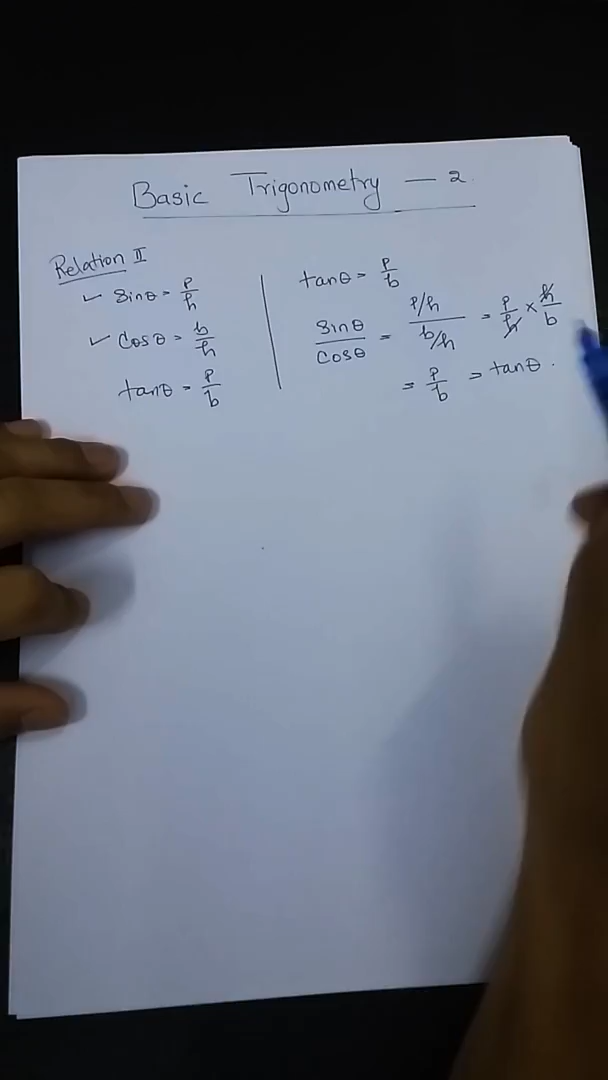 Basic Trigonometry — 2
Relation II
✓ Sinθ = P/h
✓ Cosθ = b/h
tanθ = P/b
tanθ = P/b
Sinθ/Cosθ = (P/h)/(b/h) = P/h × h/b
= P/b = tanθ.